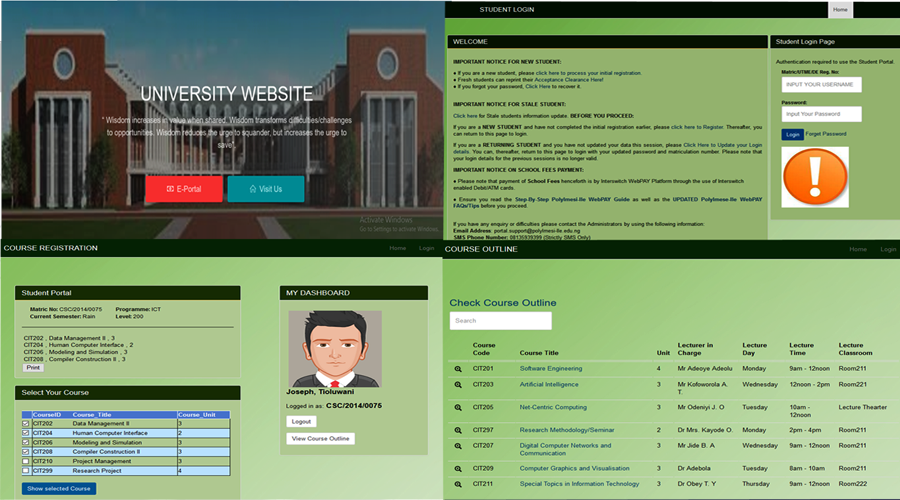 UNIVERSITY WEBSITE
" Wisdom increases in value when shared. Wisdom transforms difficulties/challenges
to opportunities. Wisdom reduces the urge to squander, but increases the urge to
save"
E-Portal
Visit Us
Activate Windows
Go to Settings to activate Windows.
STUDENT LOGIN
Home
WELCOME
IMPORTANT NOTICE FOR NEW STUDENT:
● If you are a new student, please click here to process your initial registration.
● Fresh students can reprint their Acceptance Clearance Here!
● If you forgot your password, Click Here to recover it.
IMPORTANT NOTICE FOR STALE STUDENT:
Click here for Stale students information update. BEFORE YOU PROCEED:
If you are a NEW STUDENT and have not completed the initial registration earlier, please click here to Register. Thereafter, you
can return to this page to login.
If you are a RETURNING STUDENT and you have not updated your data this session, please Click Here to Update your Login
details. You can, thereafter, return to this page to login with your updated password and matriculation number. Please note that
your login details for the previous sessions is no longer valid.
IMPORTANT NOTICE ON SCHOOL FEES PAYMENT:
● Please note that payment of School Fees henceforth is by Interswitch WebPAY Platform through the use of Interswitch
enabled Debit/ATM cards.
● Ensure you read the Step-By-Step PolyImesi-Ile WebPAY Guide as well as the UPDATED PolyImese-Ile WebPAY
FAQs/Tips before you proceed.
If you have any enquiry or difficulties please contact the Administrators by using the following information:
Email Address: portal.support@polyimesi-ile.edu.ng
SMS Phone Number: 08135939399 (Strictly SMS Only)
Student Login Page
Authentication required to use the Student Portal.
Matric/UTME/DE Reg. No:
INPUT YOUR USERNAME
Password:
Input Your Password
Login
Forget Password
COURSE REGISTRATION
Home
Login
Student Portal
Matric No: CSC/2014/0075 Programme: ICT
Current Semester: Rain Level: 200
CIT202 , Data Management II , 3
CIT204 , Human Computer Interface , 2
CIT206 , Modeling and Simulation , 3
CIT208 , Compiler Construction II , 3
Print
Select Your Course
CourseID Course_Title Course_Unit
CIT202 Data Management II 3
CIT204 Human Computer Interface 2
CIT206 Modeling and Simulation 3
CIT208 Compiler Construction II 3
CIT210 Project Management 3
CIT299 Research Project 4
Show selected Course
MY DASHBOARD
Joseph, Tioluwani
Logged in as: CSC/2014/0075
Logout
View Course Outline
COURSE OUTLINE
Home
Login
Check Course Outline
Search
Course Code Course Title Unit Lecturer in Charge Lecture Day Lecture Time Lecture Classroom
CIT201 Software Engineering 4 Mr Adeoye Adeolu Monday 9am - 12noon Room211
CIT203 Artificial Intelligence 3 Mr Kofoworola A. T. Wednesday 12noon - 2pm Room221
CIT205 Net-Centric Computing 3 Mr Odeniyi J. O Tuesday 10am - 12noon Lecture Thearter
CIT297 Research Methodology/Seminar 2 Dr Mrs. Kayode O. Monday 2pm - 4pm Room211
CIT207 Digital Computer Networks and Communication 3 Mr Jide B. A Wednesday 9am - 12noon Room211
CIT209 Computer Graphics and Visualisation 3 Dr Adebola Tuesday 8am - 10am Room211
CIT211 Special Topics in Information Technology 3 Dr Obey T. Y Thursday 9am - 12noon Room222